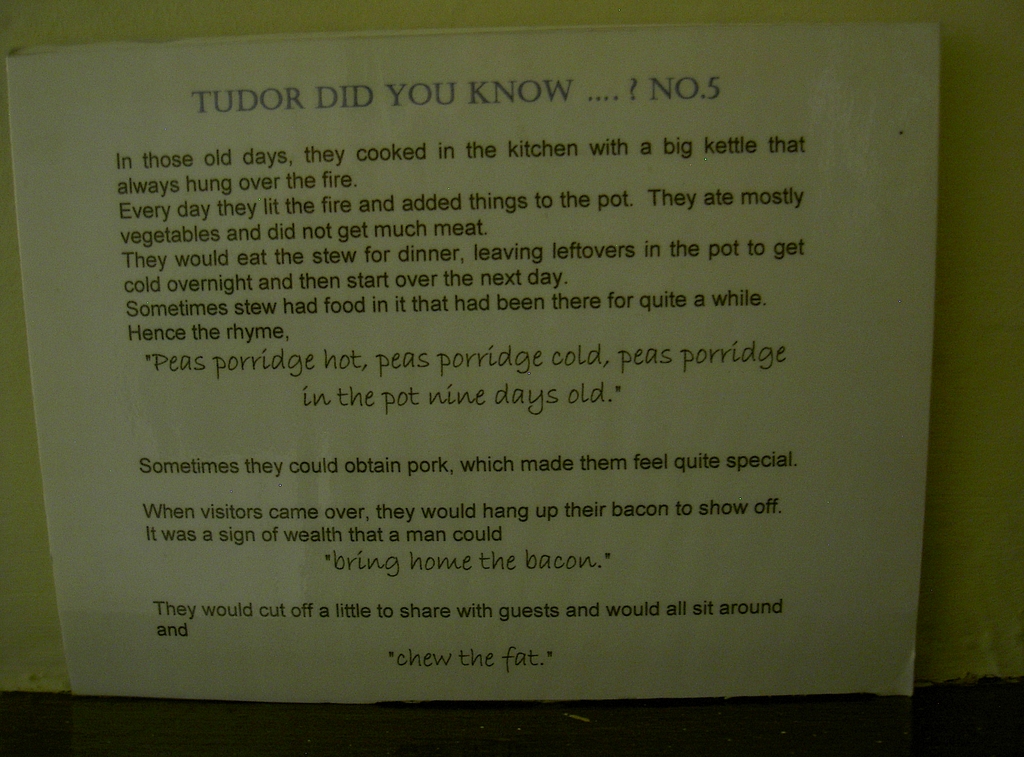 TUDOR DID YOU KNOW ....? NO.5
In those old days, they cooked in the kitchen with a big kettle that
always hung over the fire.
Every day they lit the fire and added things to the pot. They ate mostly
vegetables and did not get much meat.
They would eat the stew for dinner, leaving leftovers in the pot to get
cold overnight and then start over the next day.
Sometimes stew had food in it that had been there for quite a while.
Hence the rhyme,
"Peas porridge hot, peas porridge cold, peas porridge
in the pot nine days old."
Sometimes they could obtain pork, which made them feel quite special.
When visitors came over, they would hang up their bacon to show off.
It was a sign of wealth that a man could
"bring home the bacon."
They would cut off a little to share with guests and would all sit around
and
"chew the fat."